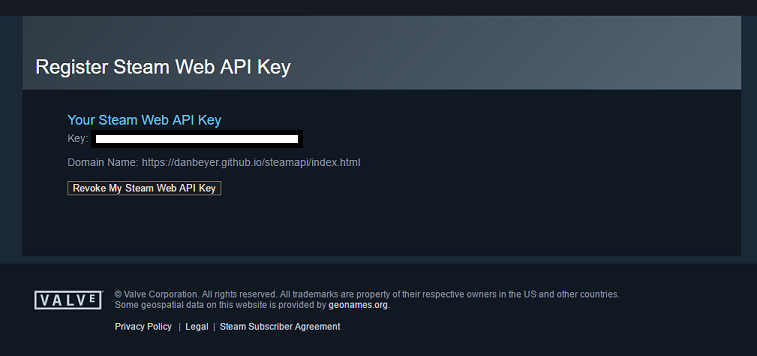 Register Steam Web API Key
Your Steam Web API Key
Key:
Domain Name: https://danbeyer.github.io/steamapi/index.html
Revoke My Steam Web API Key
VALVE
© Valve Corporation. All rights reserved. All trademarks are property of their respective owners in the US and other countries.
Some geospatial data on this website is provided by geonames.org.
Privacy Policy | Legal | Steam Subscriber Agreement